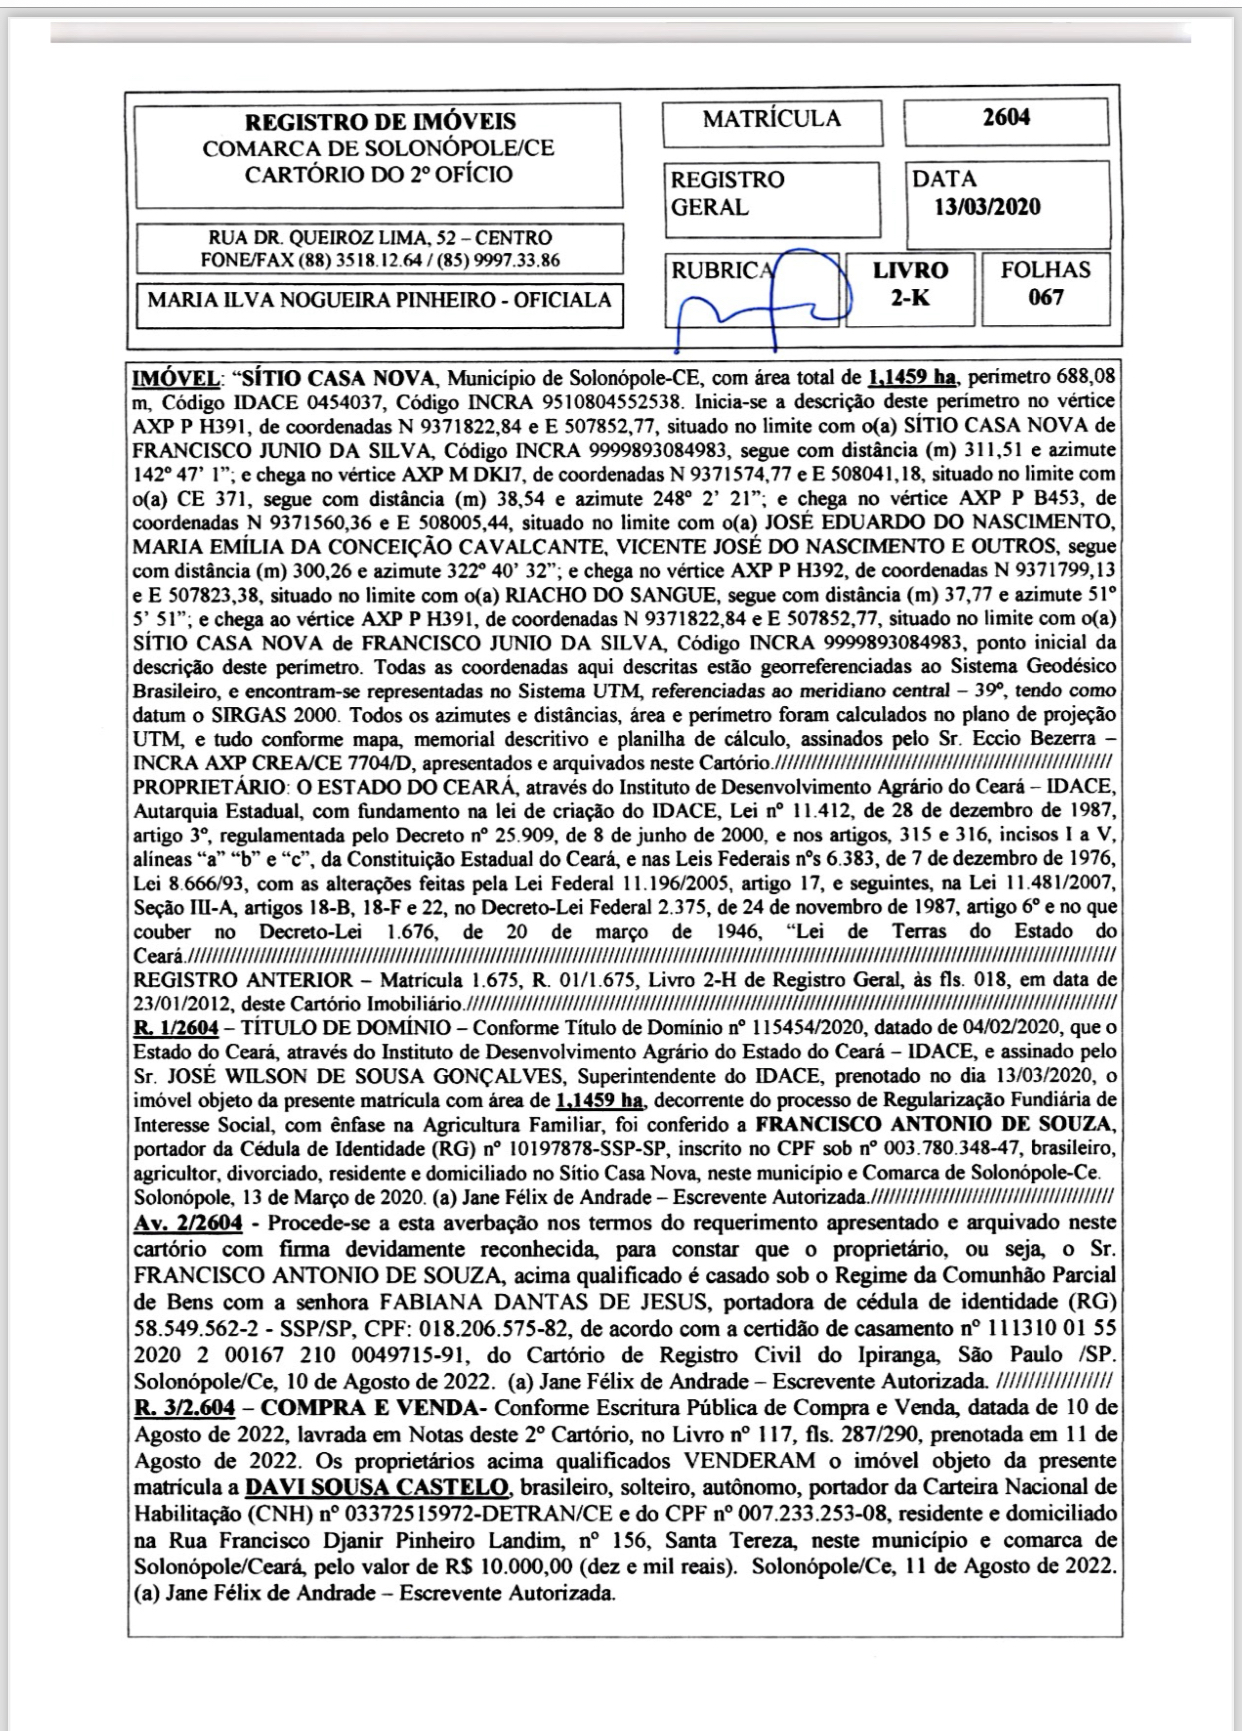 REGISTRO DE IMÓVEIS
COMARCA DE SOLONÓPOLE/CE
CARTÓRIO DO 2º OFÍCIO
RUA DR. QUEIROZ LIMA, 52 – CENTRO
FONE/FAX (88) 3518.12.64 / (85) 9997.33.86
MARIA ILVA NOGUEIRA PINHEIRO - OFICIALA
MATRÍCULA
2604
REGISTRO
GERAL
DATA
13/03/2020
RUBRICA
LIVRO
2-K
FOLHAS
067
IMÓVEL: “SÍTIO CASA NOVA, Município de Solonópole-CE, com área total de 1,1459 ha, perímetro 688,08
m, Código IDACE 0454037, Código INCRA 9510804552538. Inicia-se a descrição deste perímetro no vértice
AXP P H391, de coordenadas N 9371822,84 e E 507852,77, situado no limite com o(a) SÍTIO CASA NOVA de
FRANCISCO JUNIO DA SILVA, Código INCRA 9999893084983, segue com distância (m) 311,51 e azimute
142º 47’ 1”; e chega no vértice AXP M DKI7, de coordenadas N 9371574,77 e E 508041,18, situado no limite com
o(a) CE 371, segue com distância (m) 38,54 e azimute 248º 2’ 21”; e chega no vértice AXP P B453, de
coordenadas N 9371560,36 e E 508005,44, situado no limite com o(a) JOSÉ EDUARDO DO NASCIMENTO,
MARIA EMÍLIA DA CONCEIÇÃO CAVALCANTE, VICENTE JOSÉ DO NASCIMENTO E OUTROS, segue
com distância (m) 300,26 e azimute 322º 40’ 32”; e chega no vértice AXP P H392, de coordenadas N 9371799,13
e E 507823,38, situado no limite com o(a) RIACHO DO SANGUE, segue com distância (m) 37,77 e azimute 51º
5’ 51”; e chega ao vértice AXP P H391, de coordenadas N 9371822,84 e E 507852,77, situado no limite com o(a)
SÍTIO CASA NOVA de FRANCISCO JUNIO DA SILVA, Código INCRA 9999893084983, ponto inicial da
descrição deste perímetro. Todas as coordenadas aqui descritas estão georreferenciadas ao Sistema Geodésico
Brasileiro, e encontram-se representadas no Sistema UTM, referenciadas ao meridiano central – 39º, tendo como
datum o SIRGAS 2000. Todos os azimutes e distâncias, área e perímetro foram calculados no plano de projeção
UTM, e tudo conforme mapa, memorial descritivo e planilha de cálculo, assinados pelo Sr. Eccio Bezerra –
INCRA AXP CREA/CE 7704/D, apresentados e arquivados neste Cartório.////////////////////////////////////////////////
PROPRIETÁRIO: O ESTADO DO CEARÁ, através do Instituto de Desenvolvimento Agrário do Ceará – IDACE,
Autarquia Estadual, com fundamento na lei de criação do IDACE, Lei nº 11.412, de 28 de dezembro de 1987,
artigo 3º, regulamentada pelo Decreto nº 25.909, de 8 de junho de 2000, e nos artigos, 315 e 316, incisos I a V,
alíneas “a” “b” e “c”, da Constituição Estadual do Ceará, e nas Leis Federais nºs 6.383, de 7 de dezembro de 1976,
Lei 8.666/93, com as alterações feitas pela Lei Federal 11.196/2005, artigo 17, e seguintes, na Lei 11.481/2007,
Seção III-A, artigos 18-B, 18-F e 22, no Decreto-Lei Federal 2.375, de 24 de novembro de 1987, artigo 6º e no que
couber no Decreto-Lei 1.676, de 20 de março de 1946, “Lei de Terras do Estado do
Ceará.////////////////////////////////////////////////////////////////////////////////////////////////////////////////////////
REGISTRO ANTERIOR – Matrícula 1.675, R. 01/1.675, Livro 2-H de Registro Geral, às fls. 018, em data de
23/01/2012, deste Cartório Imobiliário.////////////////////////////////////////////////////////////////////////////////
R. 1/2604 – TÍTULO DE DOMÍNIO – Conforme Título de Domínio nº 115454/2020, datado de 04/02/2020, que o
Estado do Ceará, através do Instituto de Desenvolvimento Agrário do Estado do Ceará – IDACE, e assinado pelo
Sr. JOSÉ WILSON DE SOUSA GONÇALVES, Superintendente do IDACE, prenotado no dia 13/03/2020, o
imóvel objeto da presente matrícula com área de 1,1459 ha, decorrente do processo de Regularização Fundiária de
Interesse Social, com ênfase na Agricultura Familiar, foi conferido a FRANCISCO ANTONIO DE SOUZA,
portador da Cédula de Identidade (RG) nº 10197878-SSP-SP, inscrito no CPF sob nº 003.780.348-47, brasileiro,
agricultor, divorciado, residente e domiciliado no Sítio Casa Nova, neste município e Comarca de Solonópole-Ce.
Solonópole, 13 de Março de 2020. (a) Jane Félix de Andrade – Escrevente Autorizada.//////////////////////////////////
Av. 2/2604 - Procede-se a esta averbação nos termos do requerimento apresentado e arquivado neste
cartório com firma devidamente reconhecida, para constar que o proprietário, ou seja, o Sr.
FRANCISCO ANTONIO DE SOUZA, acima qualificado é casado sob o Regime da Comunhão Parcial
de Bens com a senhora FABIANA DANTAS DE JESUS, portadora de cédula de identidade (RG)
58.549.562-2 - SSP/SP, CPF: 018.206.575-82, de acordo com a certidão de casamento nº 111310 01 55
2020 2 00167 210 0049715-91, do Cartório de Registro Civil do Ipiranga, São Paulo /SP.
Solonópole/Ce, 10 de Agosto de 2022. (a) Jane Félix de Andrade – Escrevente Autorizada. ////////////////
R. 3/2.604 – COMPRA E VENDA- Conforme Escritura Pública de Compra e Venda, datada de 10 de
Agosto de 2022, lavrada em Notas deste 2º Cartório, no Livro nº 117, fls. 287/290, prenotada em 11 de
Agosto de 2022. Os proprietários acima qualificados VENDERAM o imóvel objeto da presente
matrícula a DAVI SOUSA CASTELO, brasileiro, solteiro, autônomo, portador da Carteira Nacional de
Habilitação (CNH) nº 03372515972-DETRAN/CE e do CPF nº 007.233.253-08, residente e domiciliado
na Rua Francisco Djanir Pinheiro Landim, nº 156, Santa Tereza, neste município e comarca de
Solonópole/Ceará, pelo valor de R$ 10.000,00 (dez e mil reais). Solonópole/Ce, 11 de Agosto de 2022.
(a) Jane Félix de Andrade – Escrevente Autorizada.